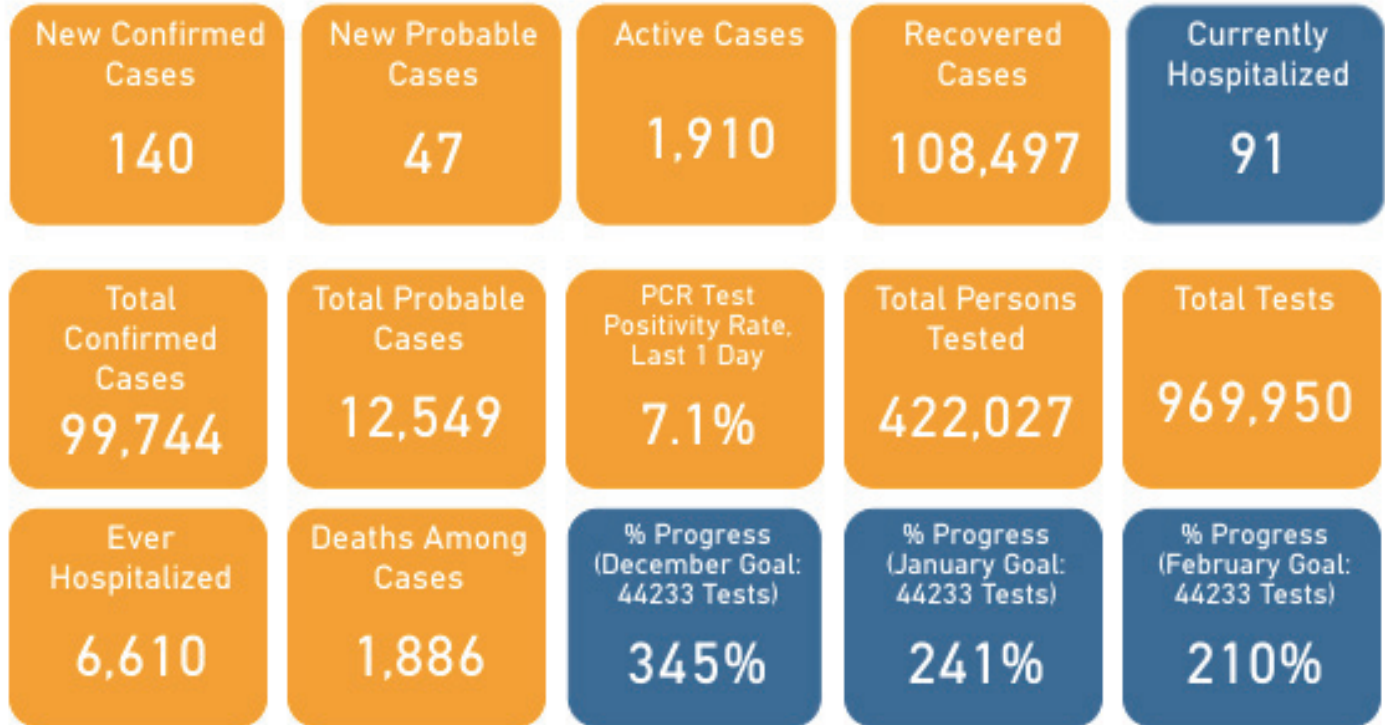 New Confirmed
Cases
140
New Probable
Cases
47
Active Cases
1,910
Recovered
Cases
108,497
Currently
Hospitalized
91
Total
Confirmed
Cases
99,744
Total Probable
Cases
12,549
PCR Test
Positivity Rate,
Last 1 Day
7.1%
Total Persons
Tested
422,027
Total Tests
969,950
Ever
Hospitalized
6,610
Deaths Among
Cases
1,886
% Progress
(December Goal:
44233 Tests)
345%
% Progress
(January Goal:
44233 Tests)
241%
% Progress
(February Goal:
44233 Tests)
210%